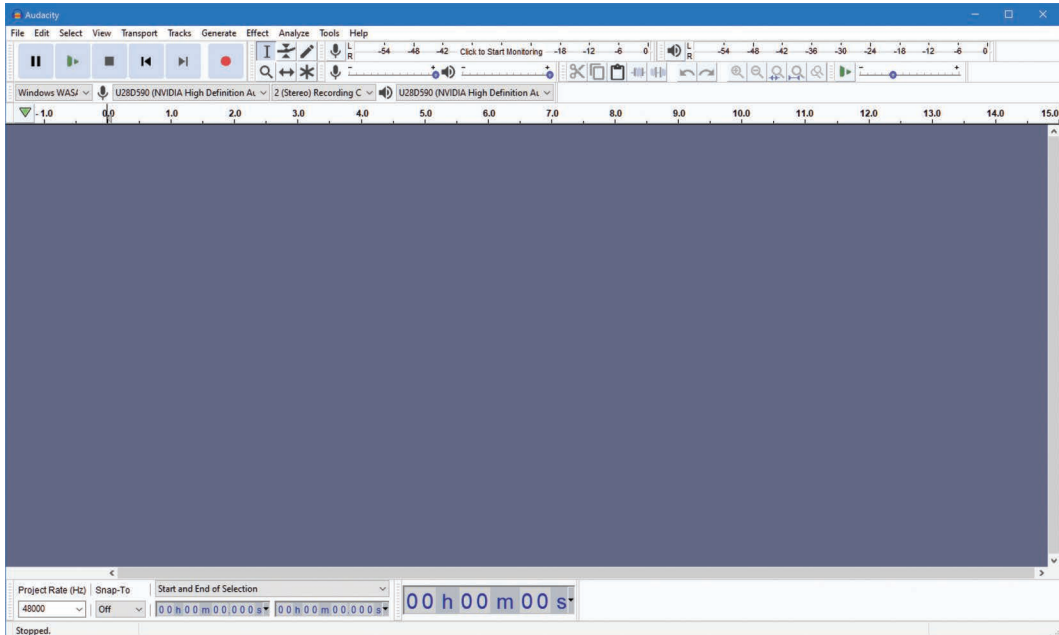 Audacity
File Edit Select View Transport Tracks Generate Effect Analyze Tools Help
L R -54 -48 -42 Click to Start Monitoring -18 -12 -6 0 L R -54 -48 -42 -36 -30 -24 -18 -12 -6 0
- + - + - +
Windows WASA U28D590 (NVIDIA High Definition Au 2 (Stereo) Recording C U28D590 (NVIDIA High Definition Au
-1.0 0.0 1.0 2.0 3.0 4.0 5.0 6.0 7.0 8.0 9.0 10.0 11.0 12.0 13.0 14.0 15.0
Project Rate (Hz) Snap-To Start and End of Selection
48000 Off 00 h 00 m 00.000 s 00 h 00 m 00.000 s 00 h 00 m 00 s
Stopped.